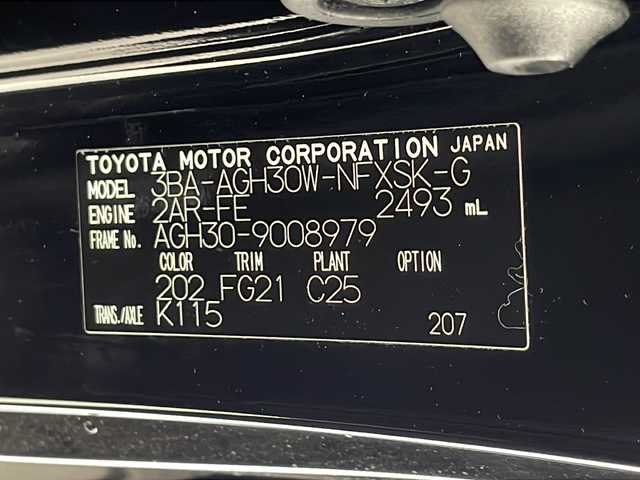 TOYOTA MOTOR CORPORATION JAPAN
MODEL 3BA-AGH30W-NFXSK-G
ENGINE 2AR-FE 2493 mL
FRAME No. AGH30-9008979
COLOR TRIM PLANT OPTION
202 FG21 C25
TRANS./AXLE K115
207